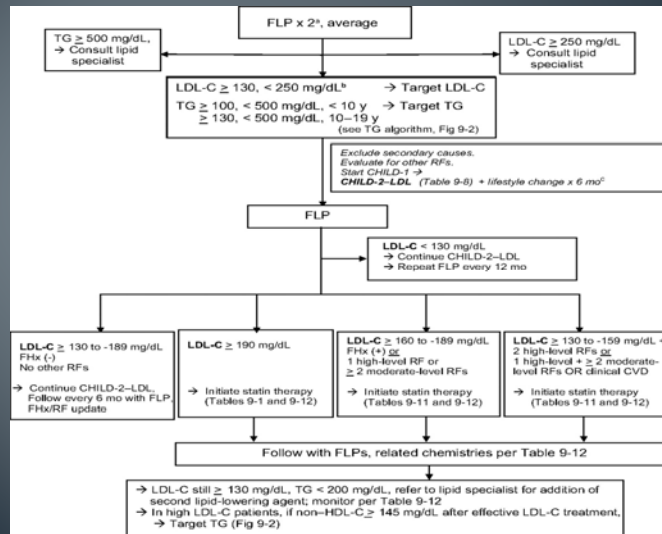 FLP x 2ᵃ, average
TG ≥ 500 mg/dL,
→ Consult lipid
specialist
LDL-C ≥ 250 mg/dL
→ Consult lipid
specialist
LDL-C ≥ 130, < 250 mg/dLᵇ → Target LDL-C
TG ≥ 100, < 500 mg/dL, < 10 y → Target TG
≥ 130, < 500 mg/dL, 10–19 y
(see TG algorithm, Fig 9-2)
Exclude secondary causes.
Evaluate for other RFs.
Start CHILD-1 →
CHILD-2–LDL (Table 9-8) + lifestyle change x 6 moᶜ
FLP
LDL-C < 130 mg/dL
→ Continue CHILD-2–LDL
→ Repeat FLP every 12 mo
LDL-C ≥ 130 to -189 mg/dL
FHx (-)
No other RFs
→ Continue CHILD-2–LDL,
Follow every 6 mo with FLP,
FHx/RF update
LDL-C ≥ 190 mg/dL
→ Initiate statin therapy
(Tables 9-1 and 9-12)
LDL-C ≥ 160 to -189 mg/dL
FHx (+) or
1 high-level RF or
≥ 2 moderate-level RFs
→ Initiate statin therapy
(Tables 9-11 and 9-12)
LDL-C ≥ 130 to -159 mg/dL +
2 high-level RFs or
1 high-level + ≥ 2 moderate-
level RFs OR clinical CVD
→ Initiate statin therapy
(Tables 9-11 and 9-12)
Follow with FLPs, related chemistries per Table 9-12
→ LDL-C still ≥ 130 mg/dL, TG < 200 mg/dL, refer to lipid specialist for addition of
second lipid-lowering agent; monitor per Table 9-12
→ In high LDL-C patients, if non–HDL-C ≥ 145 mg/dL after effective LDL-C treatment,
→ Target TG (Fig 9-2)